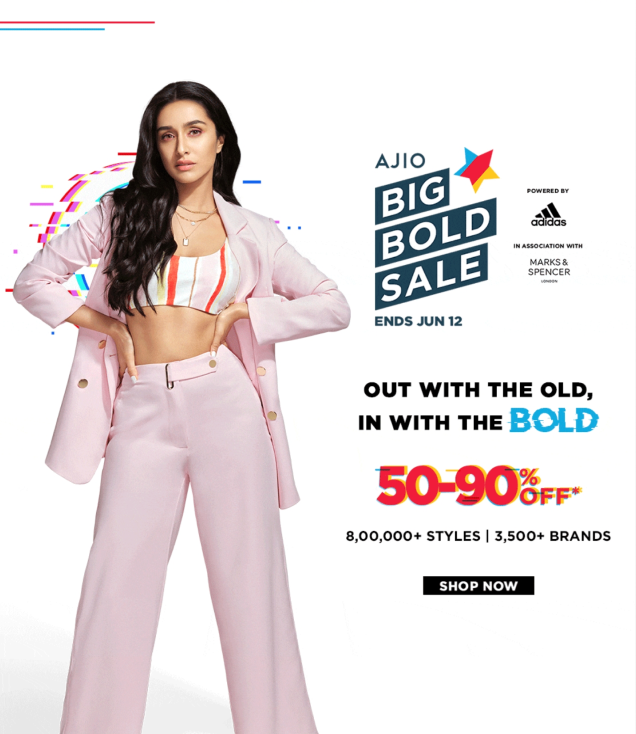 AJIO
BIG
BOLD
SALE
ENDS JUN 12
POWERED BY
adidas
IN ASSOCIATION WITH
MARKS &
SPENCER
LONDON
OUT WITH THE OLD,
IN WITH THE BOLD
50-90% OFF*
8,00,000+ STYLES | 3,500+ BRANDS
SHOP NOW